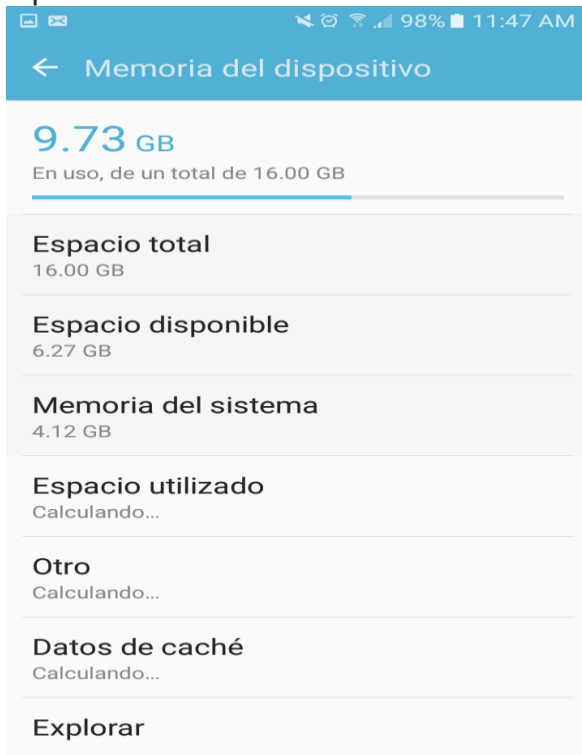 98% 11:47 AM
Memoria del dispositivo
9.73 GB
En uso, de un total de 16.00 GB
Espacio total
16.00 GB
Espacio disponible
6.27 GB
Memoria del sistema
4.12 GB
Espacio utilizado
Calculando...
Otro
Calculando...
Datos de caché
Calculando...
Explorar